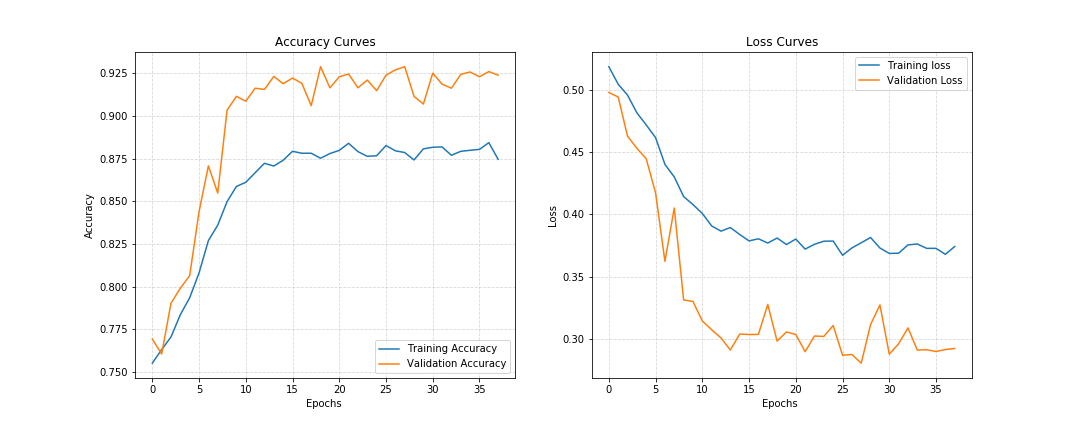 Accuracy Curves
0.925
0.900
0.875
0.850
0.825
0.800
0.775
0.750
Accuracy
0 5 10 15 20 25 30 35
Epochs
Training Accuracy
Validation Accuracy
Loss Curves
0.50
0.45
0.40
0.35
0.30
Loss
0 5 10 15 20 25 30 35
Epochs
Training loss
Validation Loss